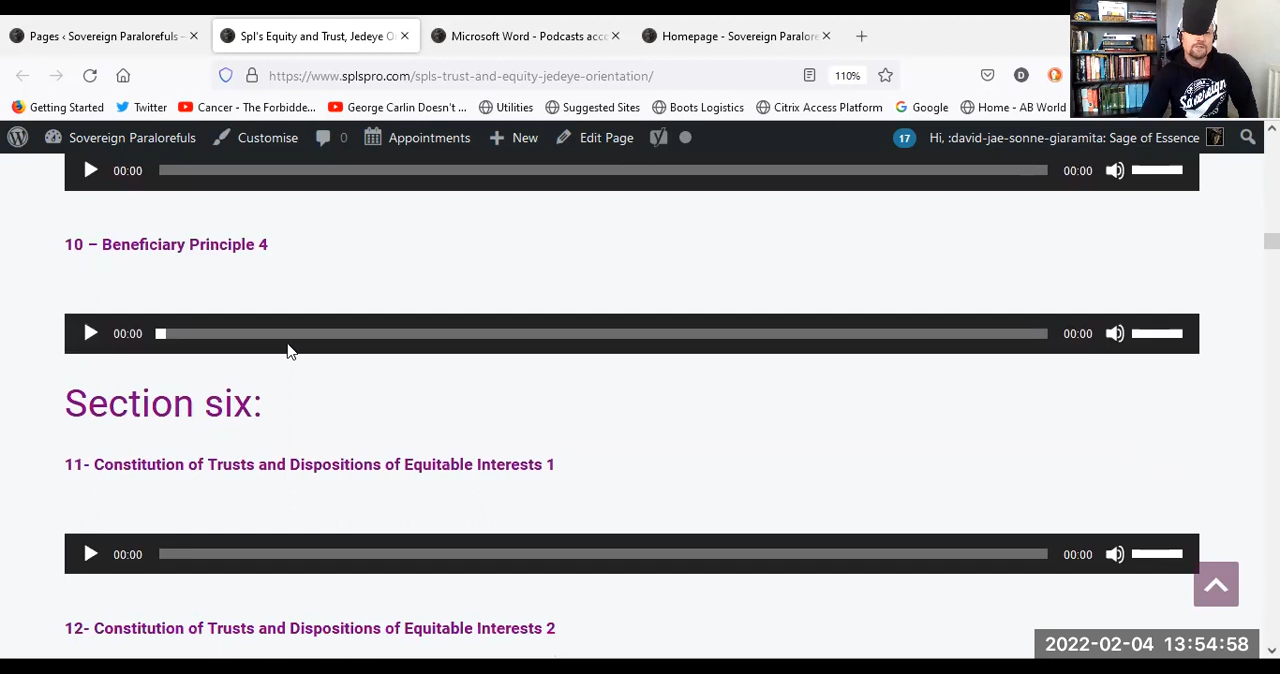 Pages ‹ Sovereign Paralorefuls –
Spl's Equity and Trust, Jedeye O
Microsoft Word - Podcasts acc
Homepage - Sovereign Paralore
https://www.splspro.com/spls-trust-and-equity-jedeye-orientation/
110%
Getting Started
Twitter
Cancer - The Forbidde...
George Carlin Doesn't ...
Utilities
Suggested Sites
Boots Logistics
Citrix Access Platform
Google
Home - AB World
Sovereign Paralorefuls
Customise
0
Appointments
New
Edit Page
17
Hi, :david-jae-sonne-giaramita: Sage of Essence
00:00
00:00
10 – Beneficiary Principle 4
00:00
00:00
Section six:
11- Constitution of Trusts and Dispositions of Equitable Interests 1
00:00
00:00
12- Constitution of Trusts and Dispositions of Equitable Interests 2
2022-02-04 13:54:58